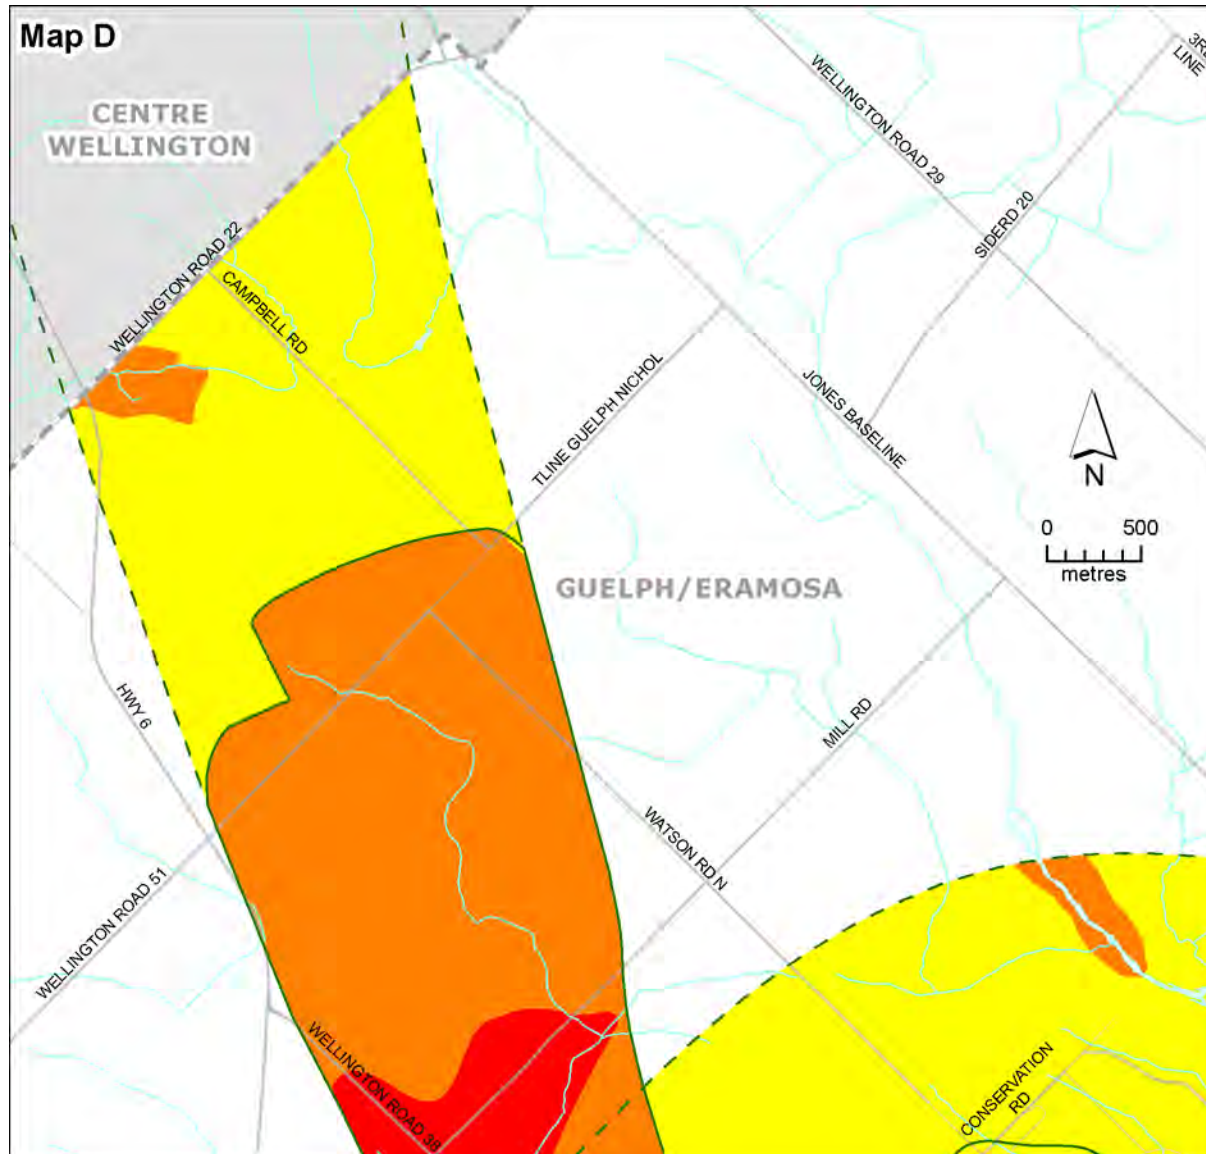 Map D
3RD
LINE
CENTRE
WELLINGTON
WELLINGTON ROAD 29
SIDERD 20
WELLINGTON ROAD 22
CAMPBELL RD
TLINE GUELPH NICHOL
JONES BASELINE
N
0 500
metres
GUELPH/ERAMOSA
HWY 6
MILL RD
WATSON RD N
WELLINGTON ROAD 51
WELLINGTON ROAD 38
CONSERVATION
RD